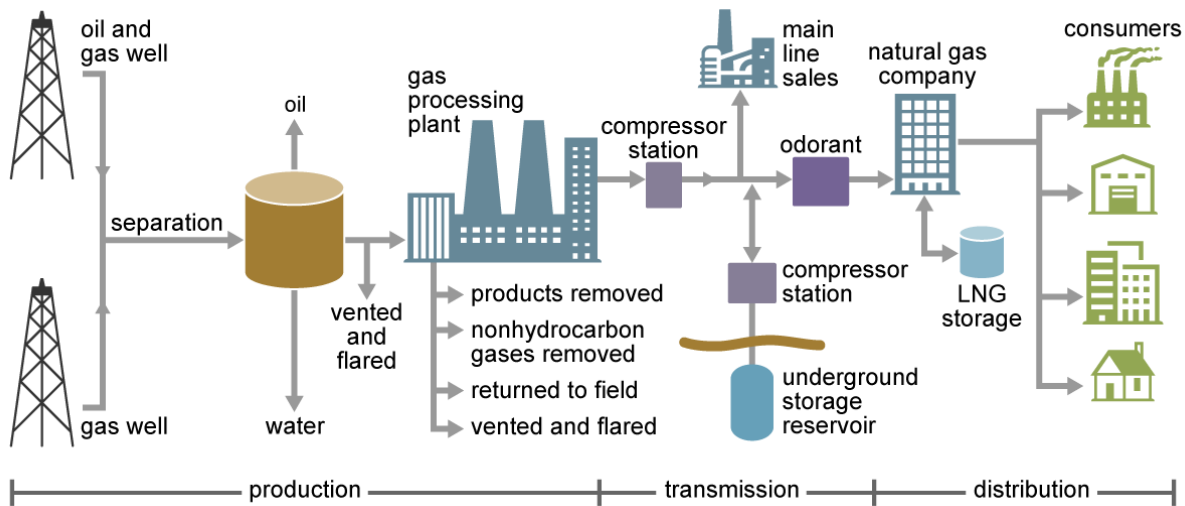 oil and
gas well
separation
gas well
oil
water
vented
and
flared
gas
processing
plant
products removed
nonhydrocarbon
gases removed
returned to field
vented and flared
compressor
station
main
line
sales
odorant
compressor
station
underground
storage
reservoir
natural gas
company
LNG
storage
consumers
production
transmission
distribution